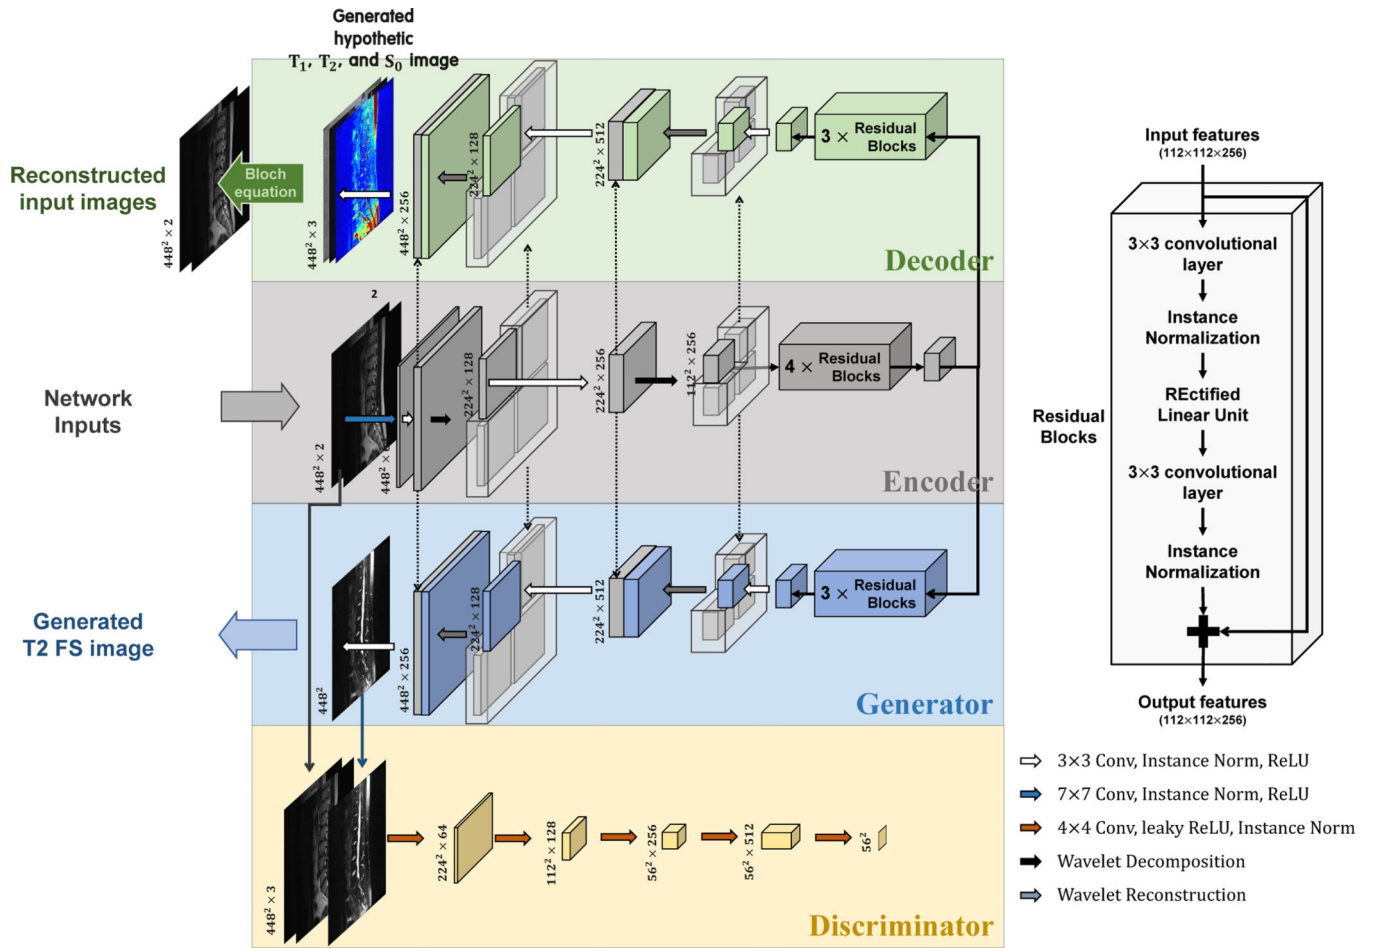 Generated
hypothetic
T₁, T₂, and S₀ image
Reconstructed
input images
Bloch
equation
448² × 2
448² × 3
448² × 256
224² × 128
224² × 512
3 × Residual
Blocks
Decoder
2
Network
Inputs
448² × 2
224² × 128
224² × 256
112² × 256
4 × Residual
Blocks
Encoder
Generated
T2 FS image
448²
448² × 256
224² × 128
224² × 512
3 × Residual
Blocks
Generator
448² × 3
224² × 64
112² × 128
56² × 256
56² × 512
56²
Discriminator
Input features
(112×112×256)
3×3 convolutional
layer
Instance
Normalization
REctified
Linear Unit
Residual
Blocks
3×3 convolutional
layer
Instance
Normalization
Output features
(112×112×256)
3×3 Conv, Instance Norm, ReLU
7×7 Conv, Instance Norm, ReLU
4×4 Conv, leaky ReLU, Instance Norm
Wavelet Decomposition
Wavelet Reconstruction